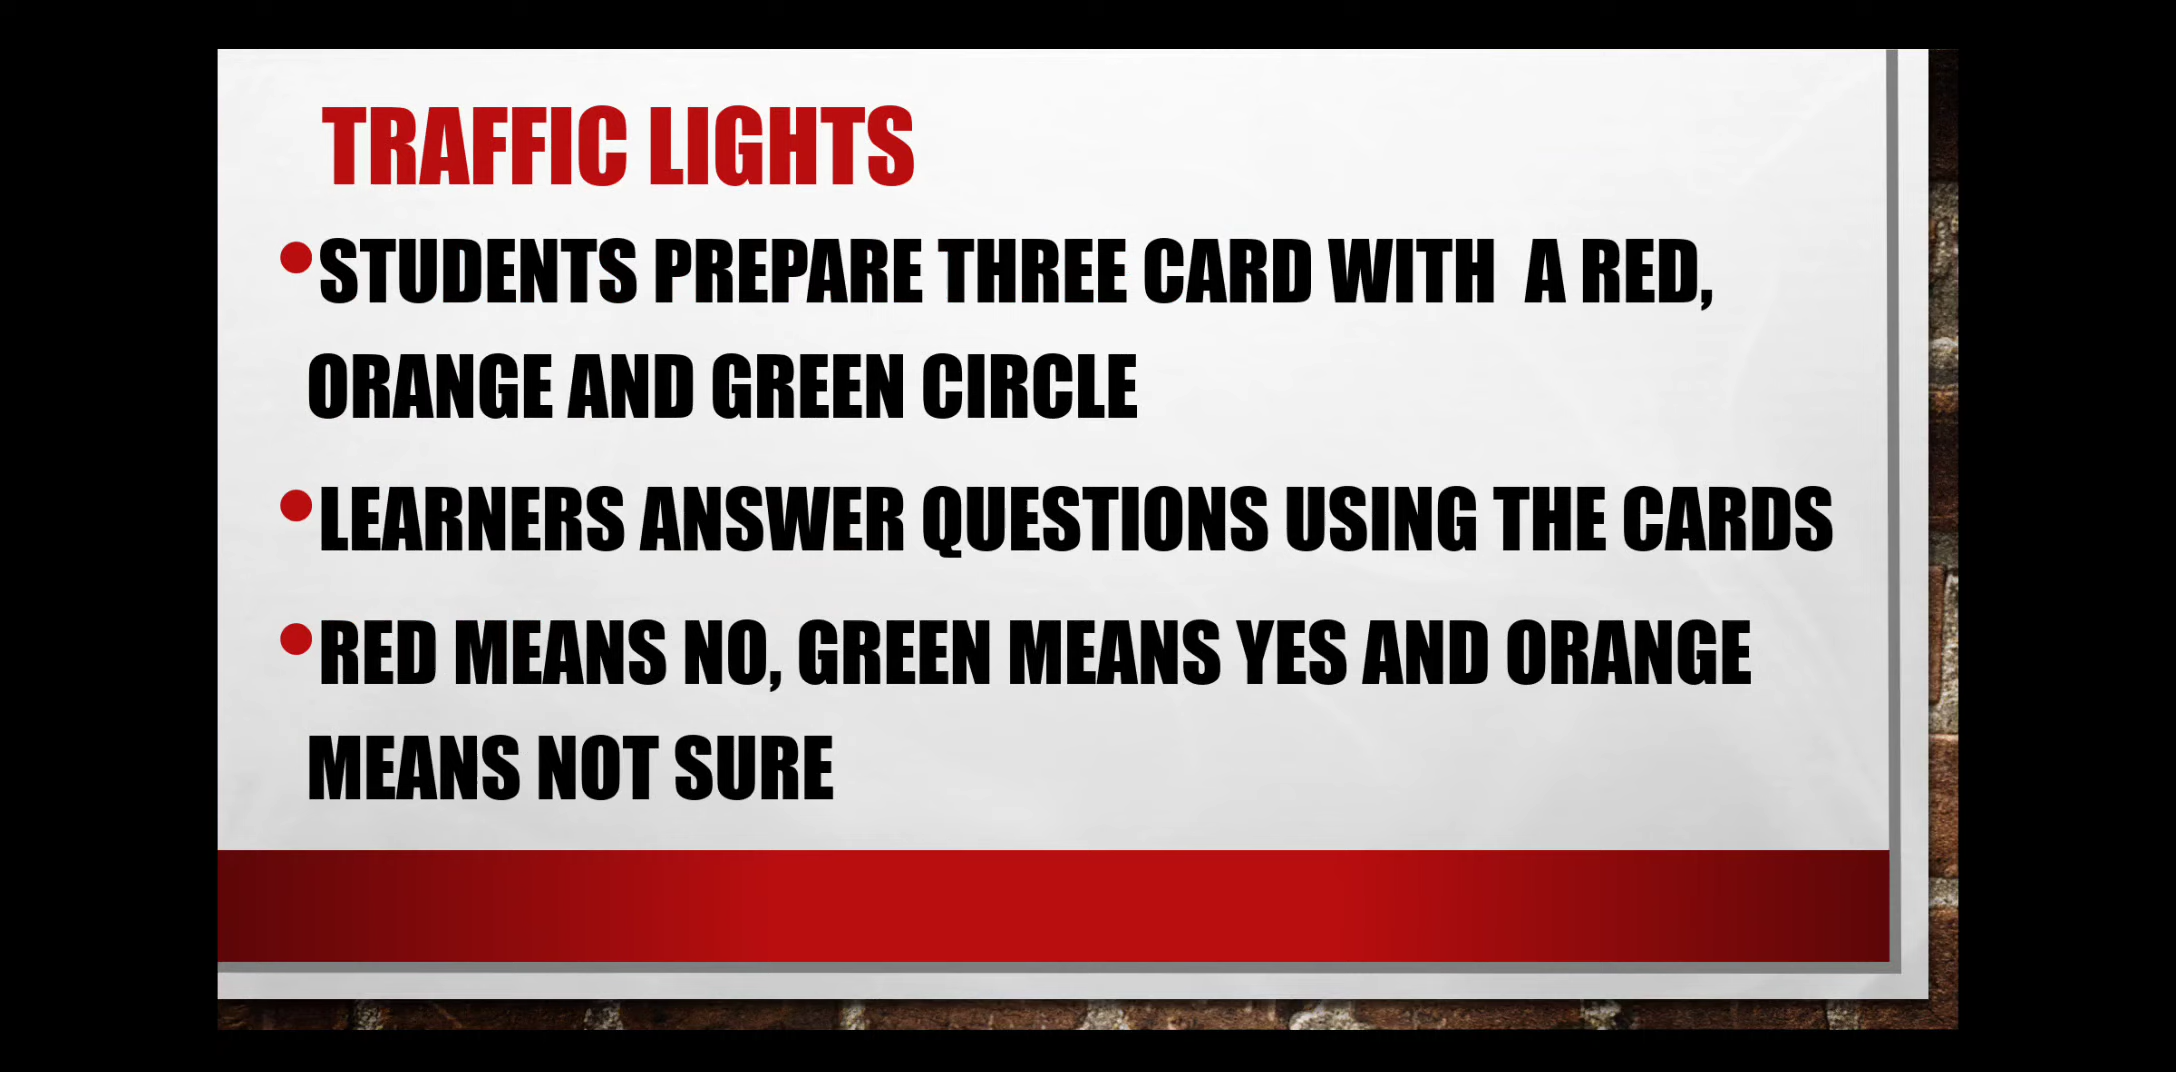 TRAFFIC LIGHTS
•STUDENTS PREPARE THREE CARD WITH  A RED,
ORANGE AND GREEN CIRCLE
•LEARNERS ANSWER QUESTIONS USING THE CARDS
•RED MEANS NO, GREEN MEANS YES AND ORANGE
MEANS NOT SURE